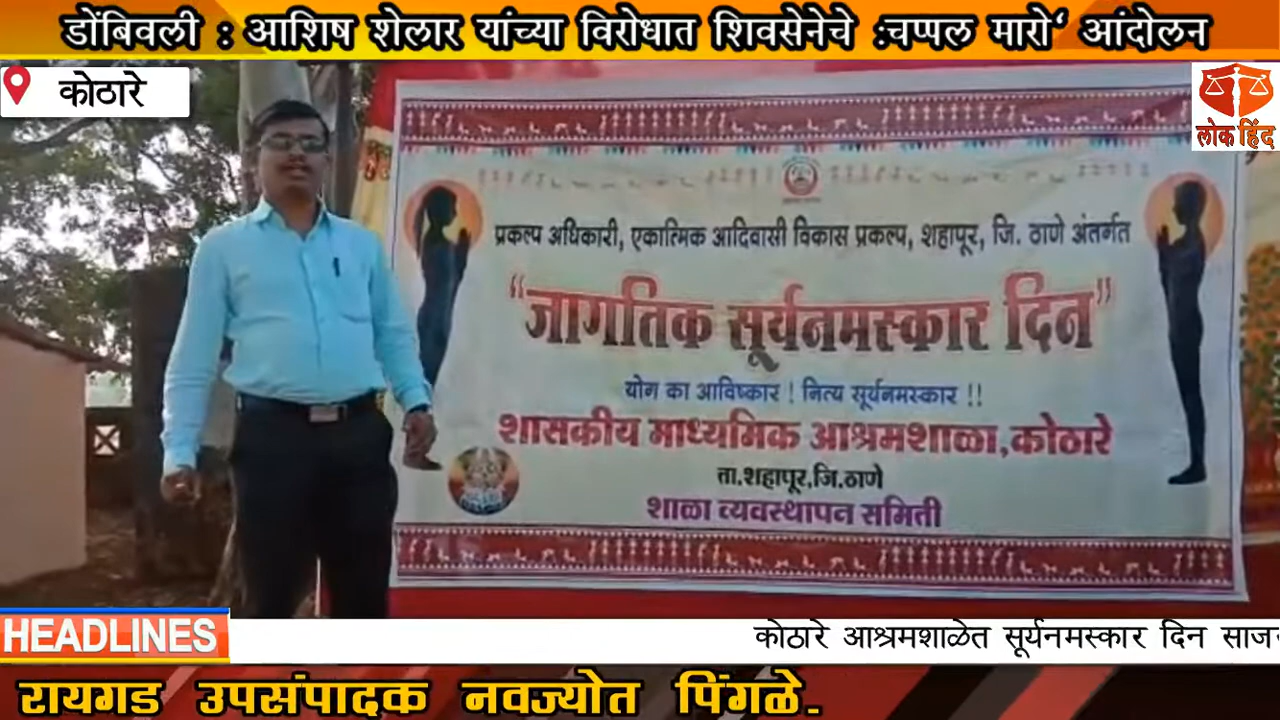 डोंबिवली : आशिष शेलार यांच्या विरोधात शिवसेनेचे :चप्पल मारो‘ आंदोलन
कोठारे
लोक हिंद
प्रकल्प अधिकारी, एकात्मिक आदिवासी विकास प्रकल्प, शहापूर, जि. ठाणे अंतर्गत
“जागतिक सूर्यनमस्कार दिन”
योग का आविष्कार ! नित्य सूर्यनमस्कार !!
शासकीय माध्यमिक आश्रमशाळा,कोठारे
ता.शहापूर,जि.ठाणे
शाळा व्यवस्थापन समिती
HEADLINES
कोठारे आश्रमशाळेत सूर्यनमस्कार दिन
रायगड उपसंपादक नवज्योत पिंगळे.